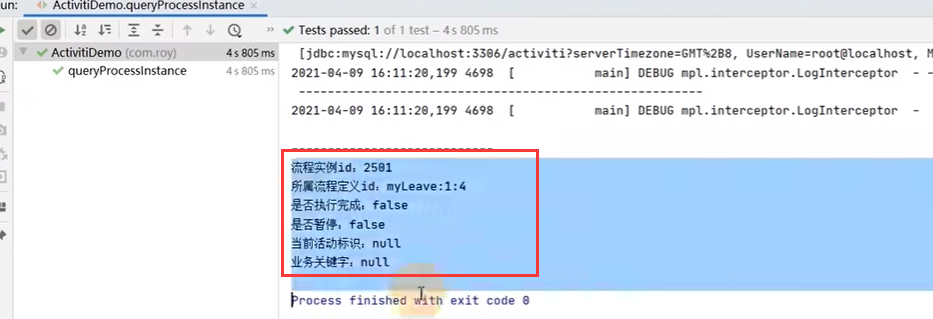 un:
ActivitiDemo.queryProcessInstance
Tests passed: 1 of 1 test – 4 s 805 ms
ActivitiDemo (com.roy) 4 s 805 ms
queryProcessInstance 4 s 805 ms
[jdbc:mysql://localhost:3306/activiti?serverTimezone=GMT%2B8, UserName=root@localhost, M
2021-04-09 16:11:20,199 4698 [ main] DEBUG mpl.interceptor.LogInterceptor - -
-------------------------------------------------------
2021-04-09 16:11:20,199 4698 [ main] DEBUG mpl.interceptor.LogInterceptor -
----------------------------
流程实例id：2501
所属流程定义id：myLeave:1:4
是否执行完成：false
是否暂停：false
当前活动标识：null
业务关键字：null
Process finished with exit code 0